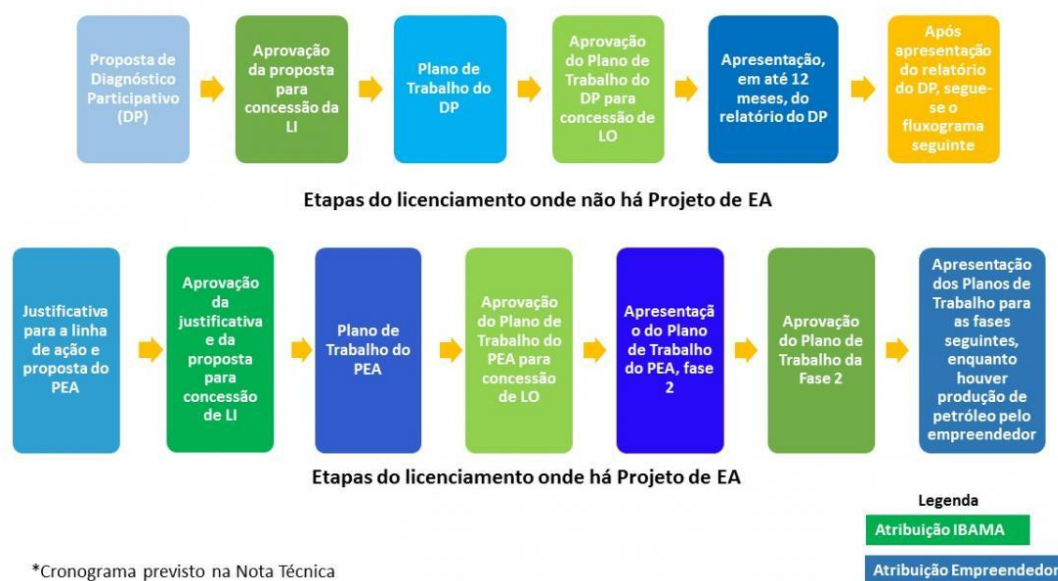 Proposta de
Diagnóstico
Participativo
(DP)
Aprovação
da proposta
para
concessão da
LI
Plano de
Trabalho do
DP
Aprovação
do Plano de
Trabalho do
DP para
concessão de
LO
Apresentação,
em até 12
meses, do
relatório do DP
Após
apresentação
do relatório
do DP, segue-
se o
fluxograma
seguinte
Etapas do licenciamento onde não há Projeto de EA
Justificativa
para a linha
de ação e
proposta do
PEA
Aprovação
da
justificativa
e da
proposta
para
concessão
de LI
Plano de
Trabalho do
PEA
Aprovação
do Plano de
Trabalho do
PEA para
concessão
de LO
Apresentaçã
o do Plano
de Trabalho
do PEA, fase
2
Aprovação
do Plano de
Trabalho da
Fase 2
Apresentação
dos Planos de
Trabalho para
as fases
seguintes,
enquanto
houver
produção de
petróleo pelo
empreendedor
Etapas do licenciamento onde há Projeto de EA
Legenda
Atribuição IBAMA
Atribuição Empreendedor
*Cronograma previsto na Nota Técnica